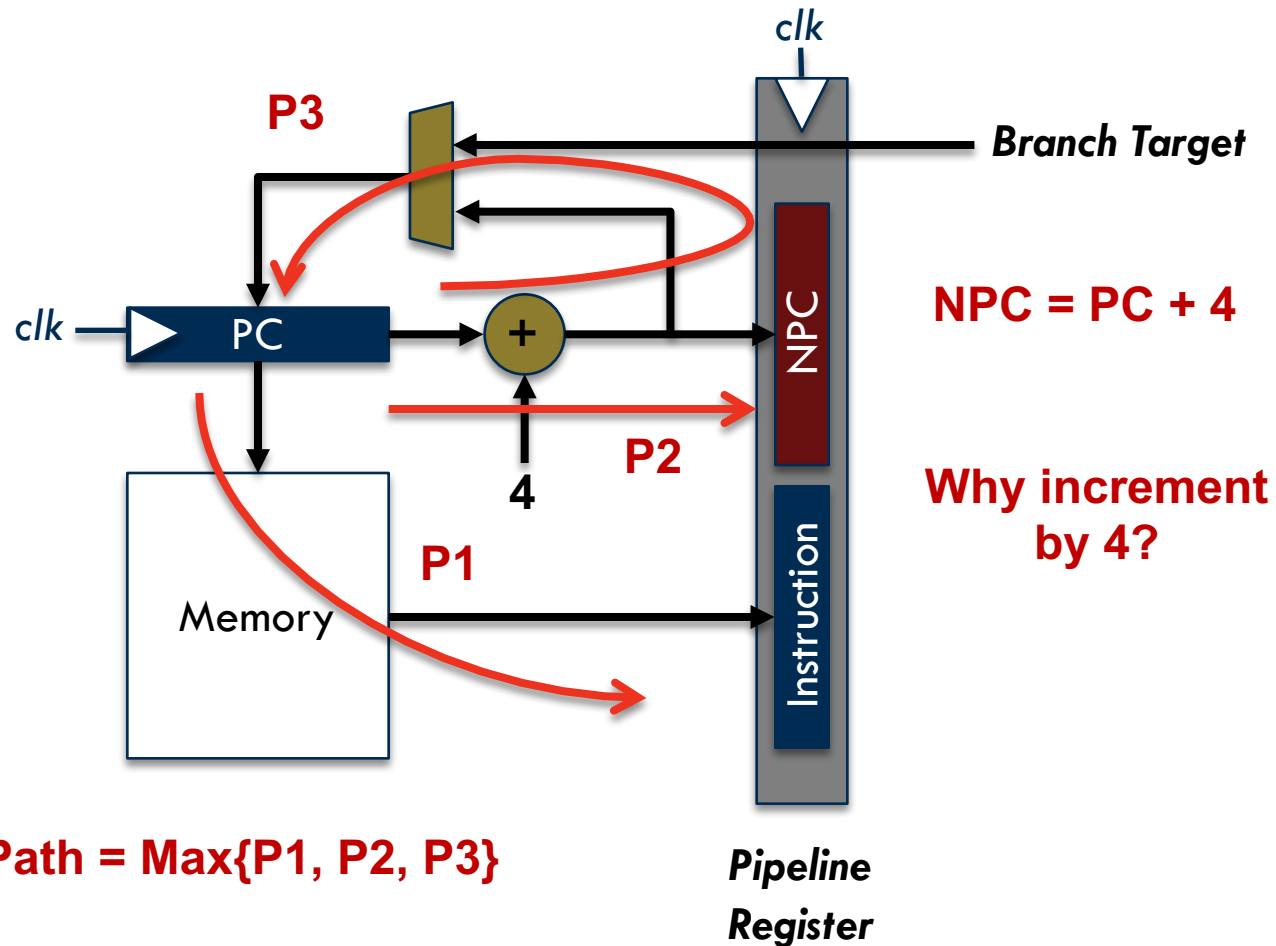 clk
P3
Branch Target
clk
PC
+
NPC
NPC = PC + 4
4
P2
Why increment
by 4?
P1
Memory
Instruction
Path = Max{P1, P2, P3}
Pipeline
Register